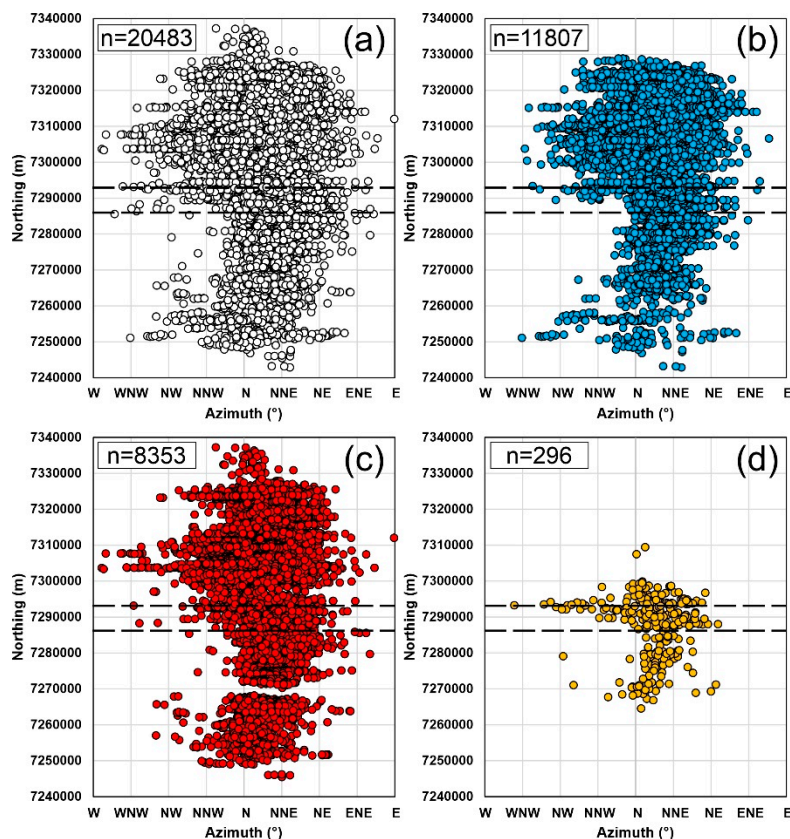 n=20483
(a)
Northing (m)
7340000
7330000
7320000
7310000
7300000
7290000
7280000
7270000
7260000
7250000
7240000
W WNW NW NNW N NNE NE ENE E
Azimuth (°)
n=11807
(b)
Northing (m)
7340000
7330000
7320000
7310000
7300000
7290000
7280000
7270000
7260000
7250000
7240000
W WNW NW NNW N NNE NE ENE E
Azimuth (°)
n=8353
(c)
Northing (m)
7340000
7330000
7320000
7310000
7300000
7290000
7280000
7270000
7260000
7250000
7240000
W WNW NW NNW N NNE NE ENE E
Azimuth (°)
n=296
(d)
Northing (m)
7340000
7330000
7320000
7310000
7300000
7290000
7280000
7270000
7260000
7250000
7240000
W WNW NW NNW N NNE NE ENE E
Azimuth (°)